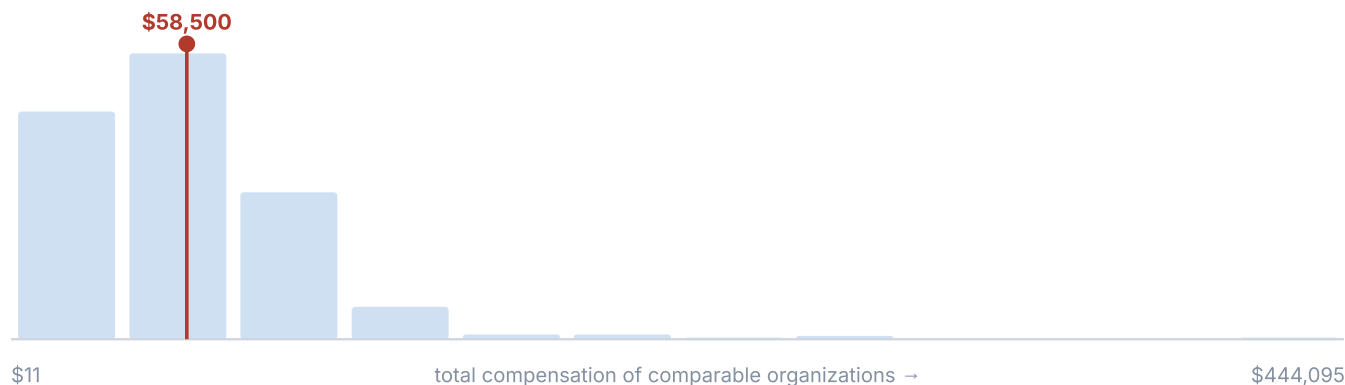 $58,500
$11
total compensation of comparable organizations →
$444,095